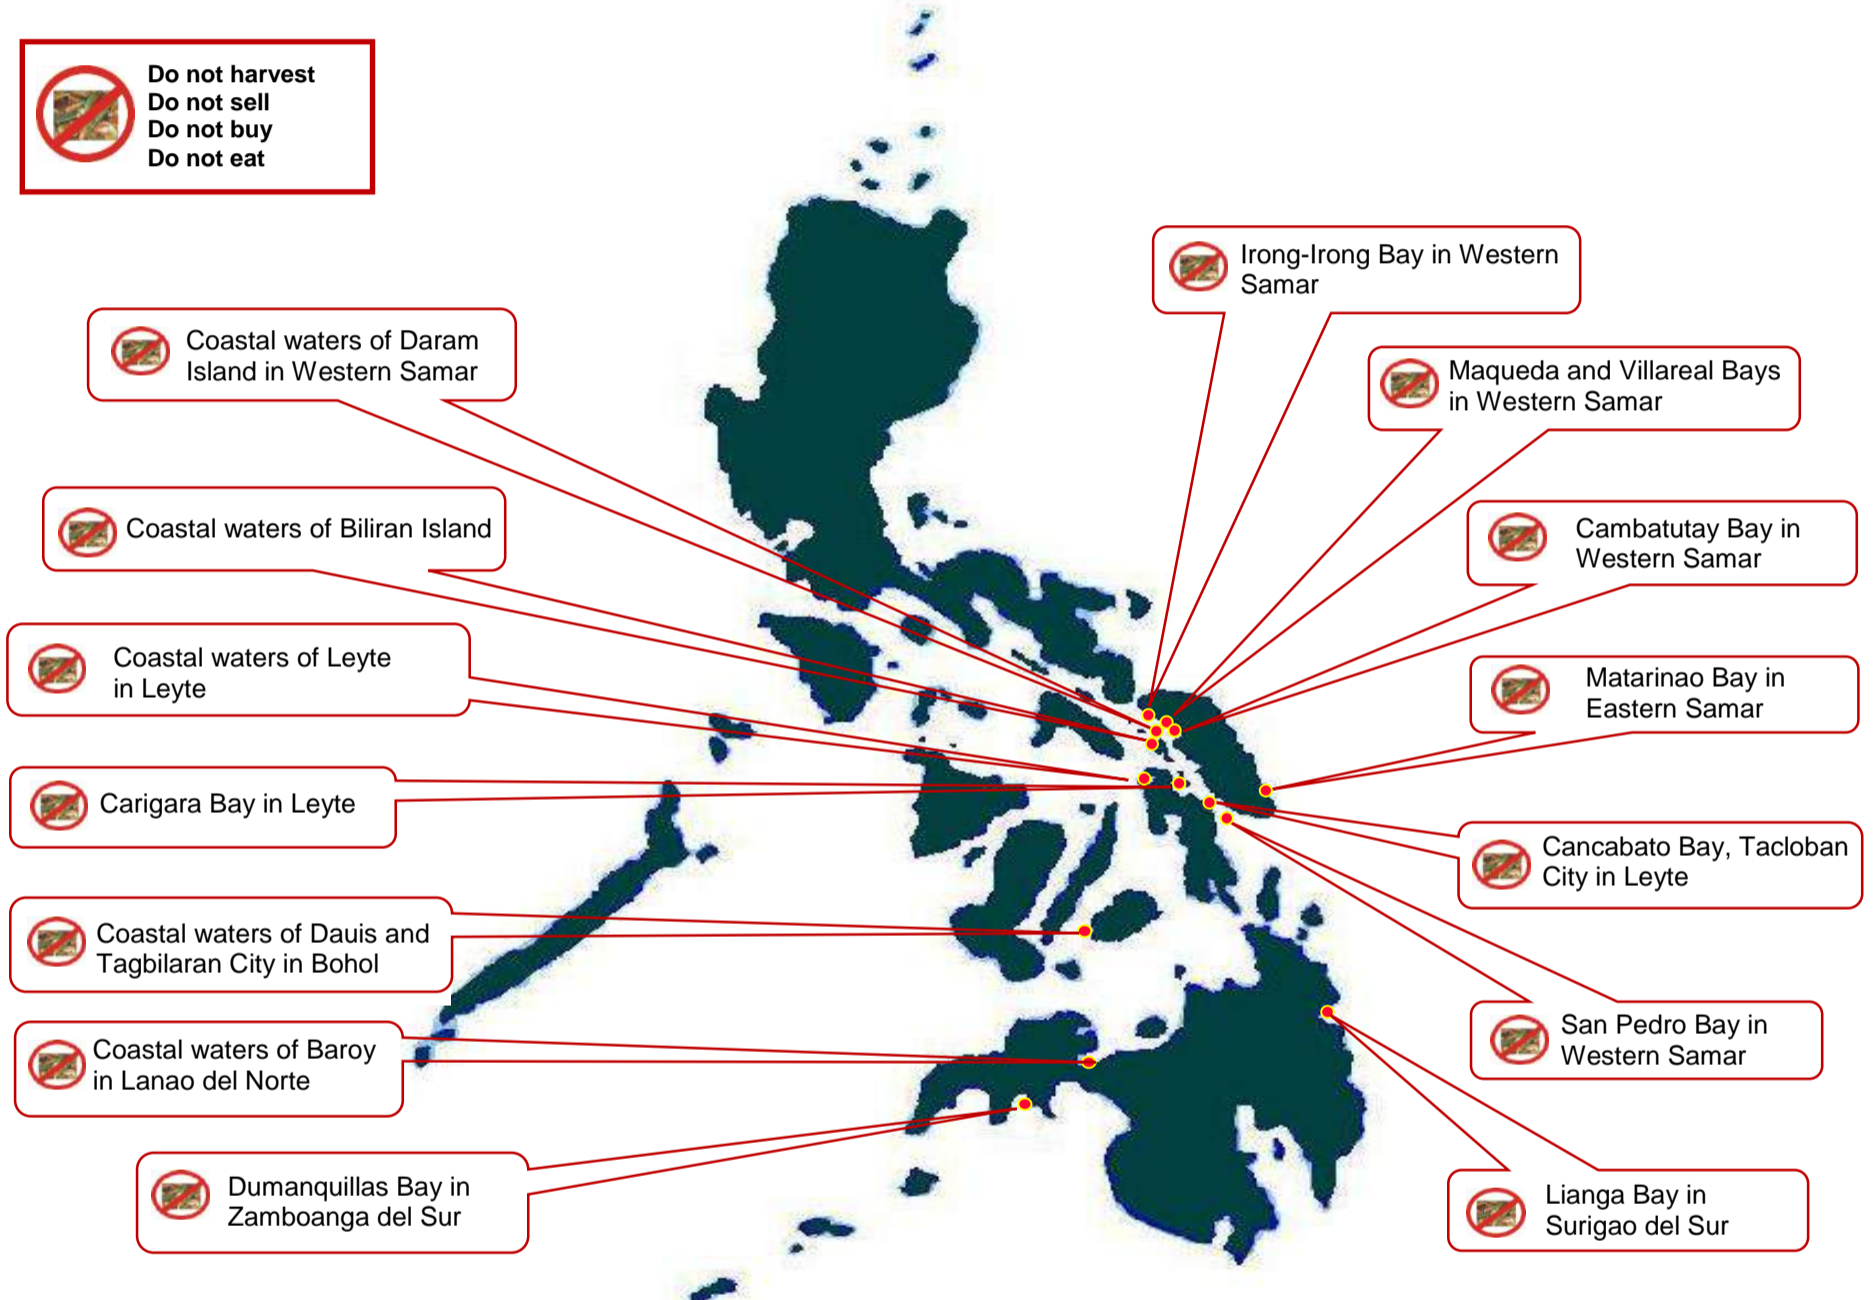 Do not harvest
Do not sell
Do not buy
Do not eat
Coastal waters of Daram
Island in Western Samar
Coastal waters of Biliran Island
Coastal waters of Leyte
in Leyte
Carigara Bay in Leyte
Coastal waters of Dauis and
Tagbilaran City in Bohol
Coastal waters of Baroy
in Lanao del Norte
Dumanquillas Bay in
Zamboanga del Sur
Irong-Irong Bay in Western
Samar
Maqueda and Villareal Bays
in Western Samar
Cambatutay Bay in
Western Samar
Matarinao Bay in
Eastern Samar
Cancabato Bay, Tacloban
City in Leyte
San Pedro Bay in
Western Samar
Lianga Bay in
Surigao del Sur